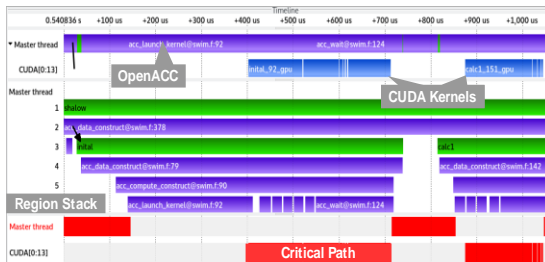 Timeline
0.540836 s +100 us +200 us +300 us +400 us +500 us +600 us +700 us +800 us +900 us +1,000 us
Master thread acc_launch_kernel@swim.f:92 acc_wait@swim.f:124
CUDA[0:13] inital_92_gpu calc1_151_gpu
OpenACC CUDA Kernels
Master thread
1 shalow
2 acc_data_construct@swim.f:378
3 inital calc1
4 acc_data_construct@swim.f:79 acc_data_construct@swim.f:142
5 acc_compute_construct@swim.f:90
Region Stack acc_launch_kernel@swim.f:92 acc_wait@swim.f:124
Master thread
CUDA[0:13] Critical Path